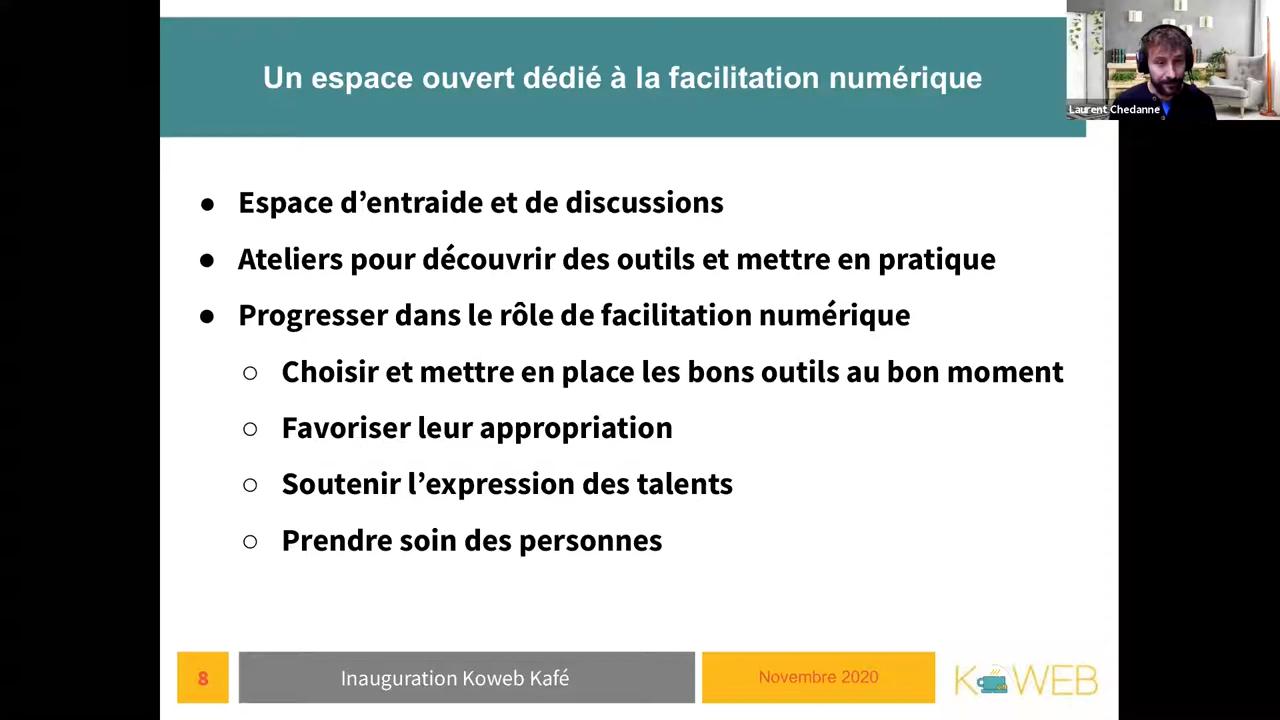 Un espace ouvert dédié à la facilitation numérique
Laurent Chedanne
● Espace d’entraide et de discussions
● Ateliers pour découvrir des outils et mettre en pratique
● Progresser dans le rôle de facilitation numérique
○ Choisir et mettre en place les bons outils au bon moment
○ Favoriser leur appropriation
○ Soutenir l’expression des talents
○ Prendre soin des personnes
8
Inauguration Koweb Kafé
Novembre 2020
KOWEB